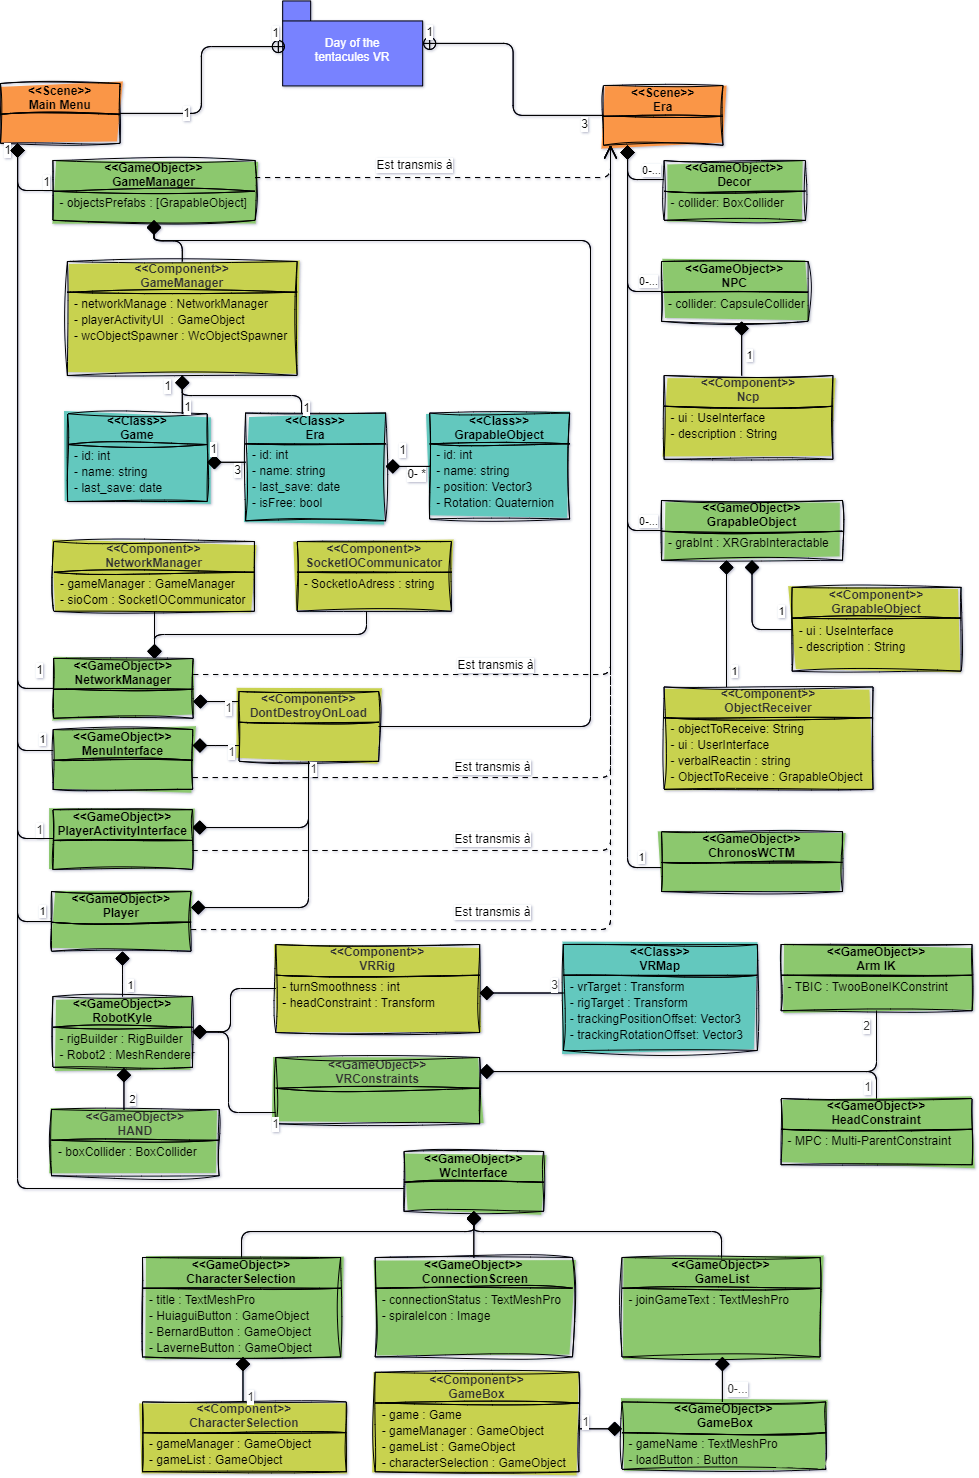 Day of the
tentacules VR
1
1
1
3
<<Scene>>
Main Menu
1
<<Scene>>
Era
Est transmis à
1
<<GameObject>>
GameManager
- objectsPrefabs : [GrapableObject]
0-...
<<GameObject>>
Decor
- collider: BoxCollider
<<Component>>
GameManager
- networkManage : NetworkManager
- playerActivityUI : GameObject
- wcObjectSpawner : WcObjectSpawner
0-...
<<GameObject>>
NPC
- collider: CapsuleCollider
1
1
1
1
<<Component>>
Ncp
- ui : UseInterface
- description : String
<<Class>>
Game
- id: int
- name: string
- last_save: date
1
3
<<Class>>
Era
- id: int
- name: string
- last_save: date
- isFree: bool
1
0- *
<<Class>>
GrapableObject
- id: int
- name: string
- position: Vector3
- Rotation: Quaternion
0-...
<<GameObject>>
GrapableObject
- grabInt : XRGrabInteractable
<<Component>>
NetworkManager
- gameManager : GameManager
- sioCom : SocketIOCommunicator
<<Component>>
SocketIOCommunicator
- SocketIoAdress : string
1
<<Component>>
GrapableObject
- ui : UseInterface
- description : String
1
1
<<GameObject>>
NetworkManager
Est transmis à
1
<<Component>>
DontDestroyOnLoad
<<Component>>
ObjectReceiver
- objectToReceive: String
- ui : UserInterface
- verbalReactin : string
- ObjectToReceive : GrapableObject
1
<<GameObject>>
MenuInterface
1
1
Est transmis à
1
<<GameObject>>
PlayerActivityInterface
Est transmis à
1
<<GameObject>>
ChronosWCTM
1
<<GameObject>>
Player
Est transmis à
1
<<Component>>
VRRig
- turnSmoothness : int
- headConstraint : Transform
3
<<Class>>
VRMap
- vrTarget : Transform
- rigTarget : Transform
- trackingPositionOffset: Vector3
- trackingRotationOffset: Vector3
<<GameObject>>
Arm IK
- TBIC : TwooBonelKConstrint
<<GameObject>>
RobotKyle
- rigBuilder : RigBuilder
- Robot2 : MeshRenderer
2
<<GameObject>>
VRConstraints
1
1
2
<<GameObject>>
HAND
- boxCollider : BoxCollider
<<GameObject>>
HeadConstraint
- MPC : Multi-ParentConstraint
<<GameObject>>
WcInterface
<<GameObject>>
CharacterSelection
- title : TextMeshPro
- HuiaguiButton : GameObject
- BernardButton : GameObject
- LaverneButton : GameObject
<<GameObject>>
ConnectionScreen
- connectionStatus : TextMeshPro
- spiraleIcon : Image
<<GameObject>>
GameList
- joinGameText : TextMeshPro
1
0-...
<<Component>>
CharacterSelection
- gameManager : GameObject
- gameList : GameObject
<<Component>>
GameBox
- game : Game
- gameManager : GameObject
- gameList : GameObject
- characterSelection : GameObject
1
<<GameObject>>
GameBox
- gameName : TextMeshPro
- loadButton : Button